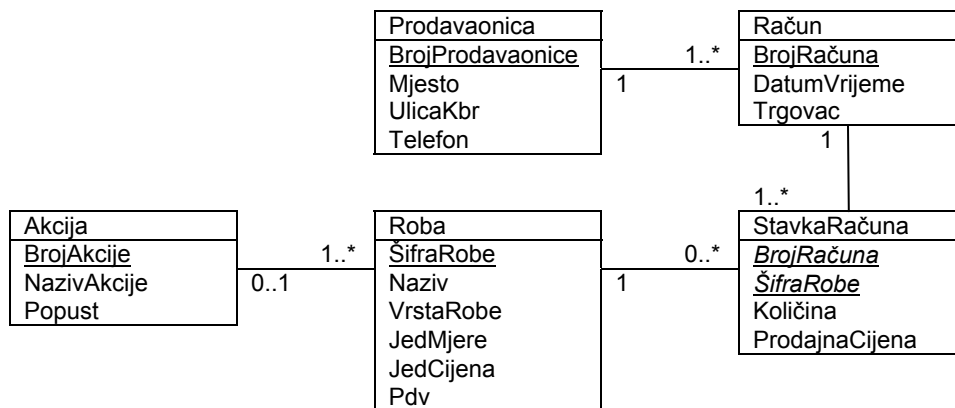 Prodavaonica
BrojProdavaonice
Mjesto
UlicaKbr
Telefon
1
1..*
Račun
BrojRačuna
DatumVrijeme
Trgovac
1
1..*
Akcija
BrojAkcije
NazivAkcije
Popust
0..1
1..*
Roba
ŠifraRobe
Naziv
VrstaRobe
JedMjere
JedCijena
Pdv
1
0..*
StavkaRačuna
BrojRačuna
ŠifraRobe
Količina
ProdajnaCijena